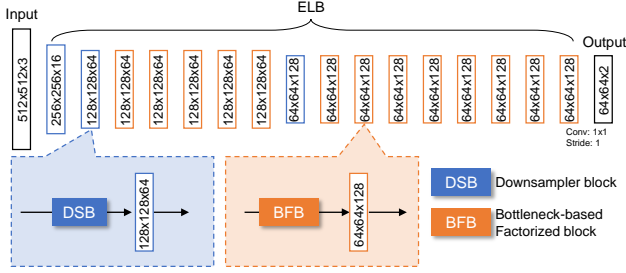 ELB
Input
Output
512x512x3
256x256x16
128x128x64
128x128x64
128x128x64
128x128x64
128x128x64
128x128x64
64x64x128
64x64x128
64x64x128
64x64x128
64x64x128
64x64x128
64x64x128
64x64x128
64x64x128
64x64x2
Conv: 1x1
Stride: 1
DSB
128x128x64
BFB
64x64x128
DSB
Downsampler block
BFB
Bottleneck-based
Factorized block